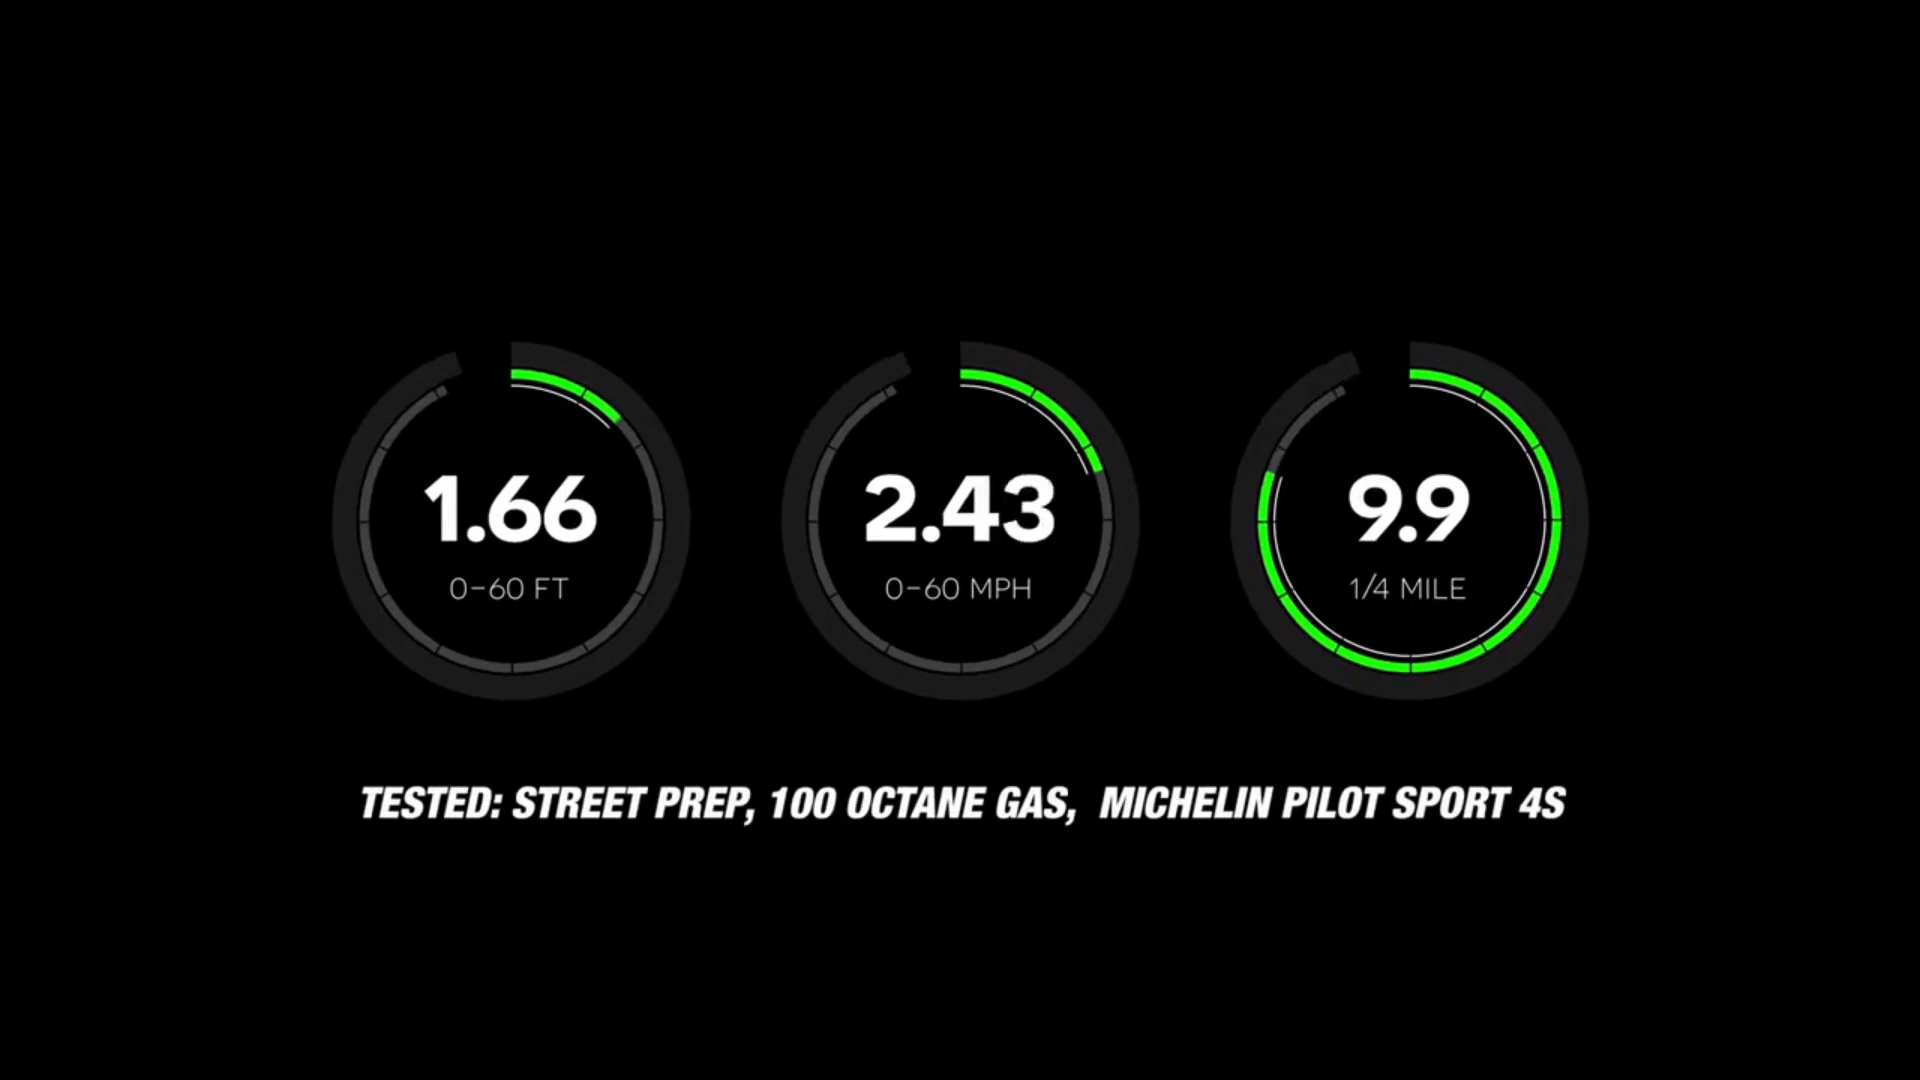 1.66
0-60 FT
2.43
0-60 MPH
9.9
1/4 MILE
TESTED: STREET PREP, 100 OCTANE GAS, MICHELIN PILOT SPORT 4S